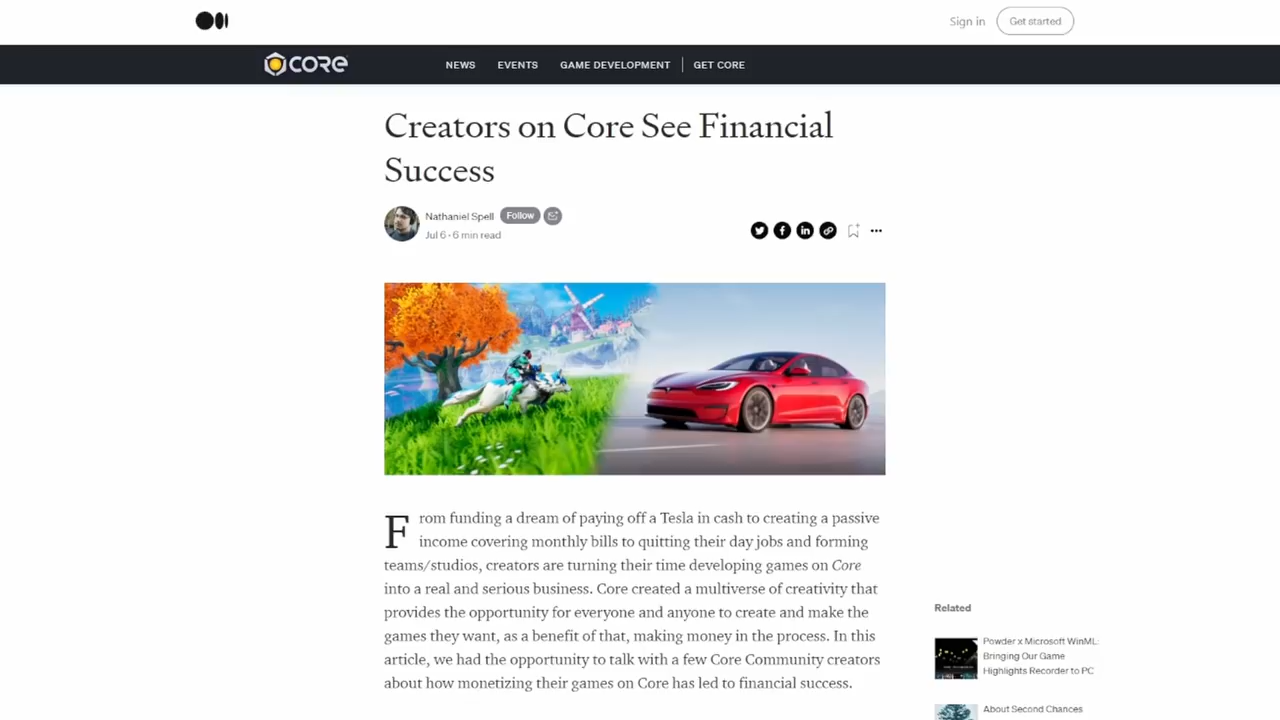 Sign in
Get started
CORE
NEWS
EVENTS
GAME DEVELOPMENT
GET CORE
Creators on Core See Financial
Success
Nathaniel Spell
Follow
Jul 6 · 6 min read
From funding a dream of paying off a Tesla in cash to creating a passive
income covering monthly bills to quitting their day jobs and forming
teams/studios, creators are turning their time developing games on Core
into a real and serious business. Core created a multiverse of creativity that
provides the opportunity for everyone and anyone to create and make the
games they want, as a benefit of that, making money in the process. In this
article, we had the opportunity to talk with a few Core Community creators
about how monetizing their games on Core has led to financial success.
Related
Powder x Microsoft WinML:
Bringing Our Game
Highlights Recorder to PC
About Second Chances